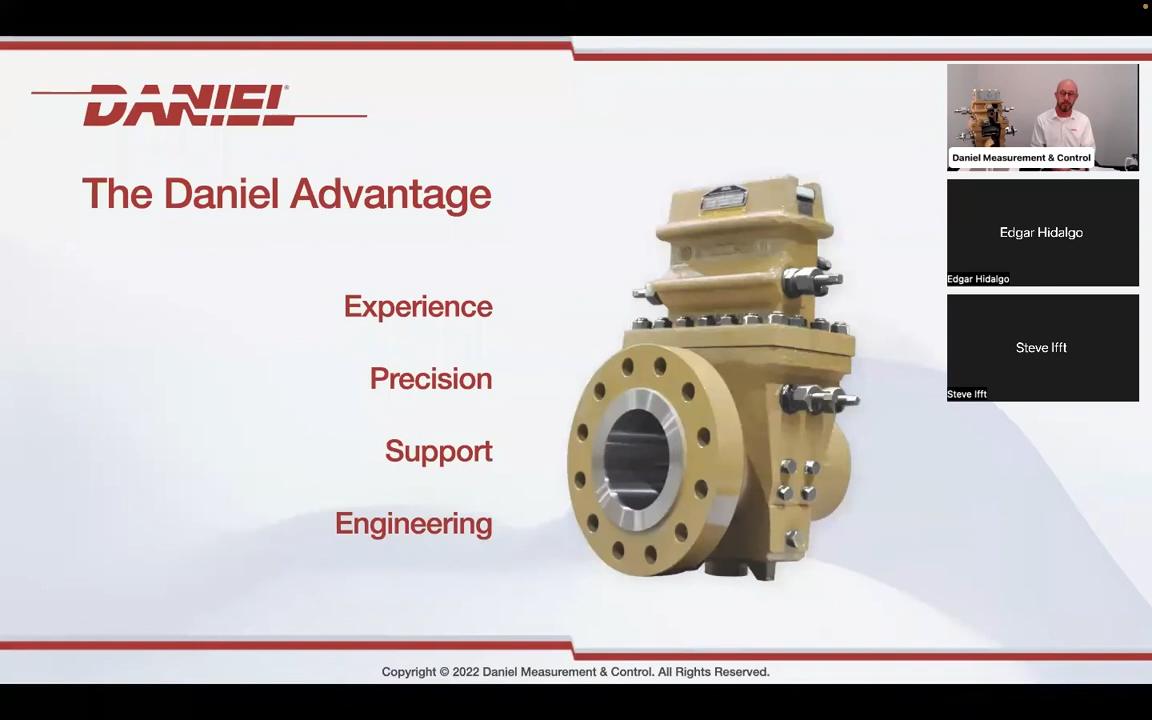 DANIEL®
The Daniel Advantage
Experience
Precision
Support
Engineering
Daniel Measurement & Control
Edgar Hidalgo
Edgar Hidalgo
Steve Ifft
Steve Ifft
Copyright © 2022 Daniel Measurement & Control. All Rights Reserved.